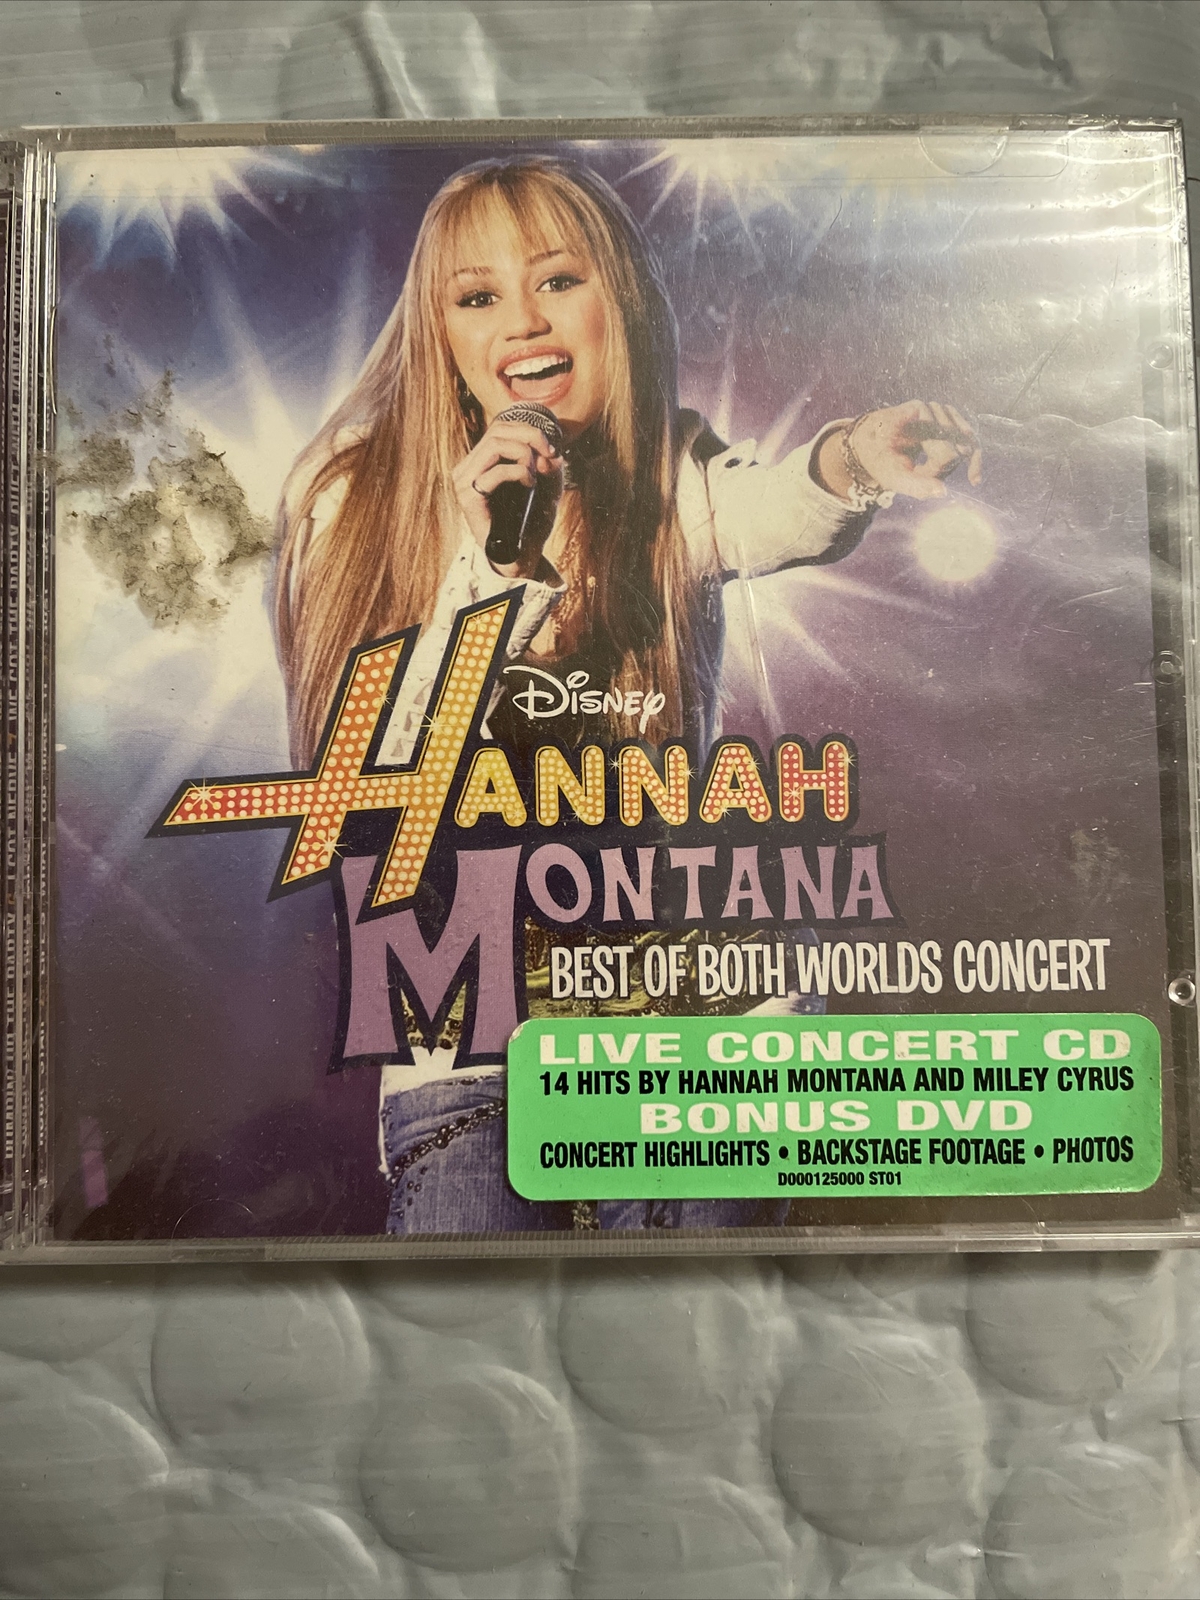 DISNEY
HANNAH
MONTANA
BEST OF BOTH WORLDS CONCERT
LIVE CONCERT CD
14 HITS BY HANNAH MONTANA AND MILEY CYRUS
BONUS DVD
CONCERT HIGHLIGHTS • BACKSTAGE FOOTAGE • PHOTOS
D000125000 ST01